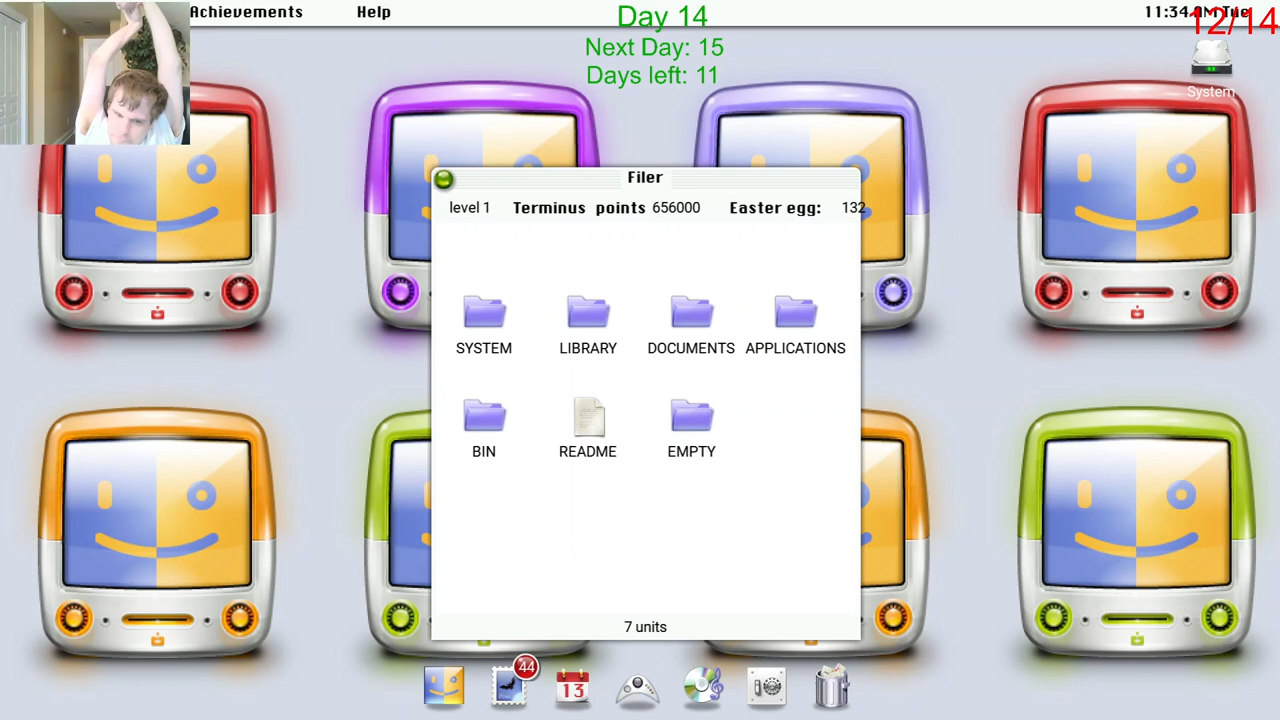 Achievements Help
Day 14
11:34 AM Tue
12/14
Next Day: 15
Days left: 11
System
Filer
level 1 Terminus points 656000 Easter egg: 132
SYSTEM LIBRARY DOCUMENTS APPLICATIONS
BIN README EMPTY
7 units
44
13